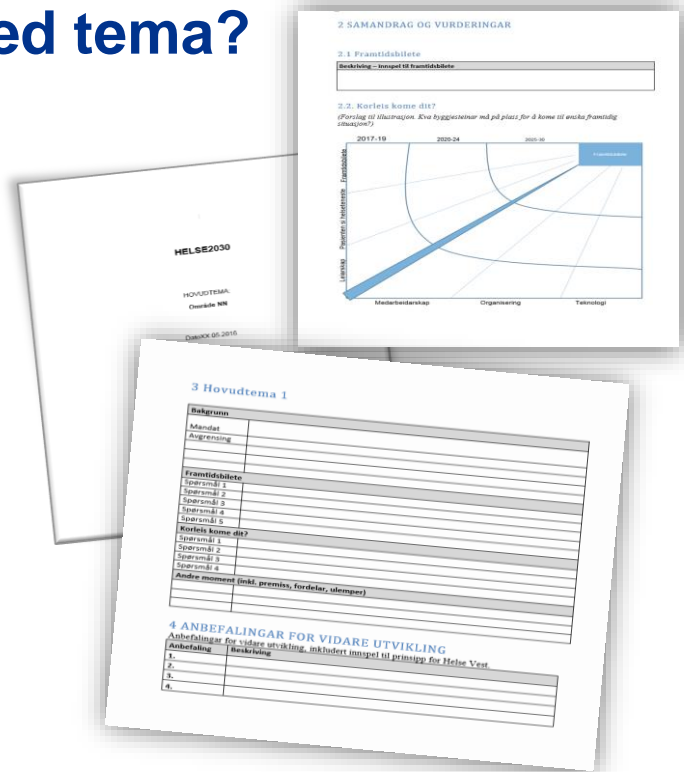 ed tema?
2 SAMANDRAG OG VURDERINGAR
2.1 Framtidsbilete
Beskriving – innspel til framtidsbilete
2.2. Korleis kome dit?
(Forslag til illustrasjon. Kva byggjesteinar må på plass for å kome til ønska framtidig
situasjon?)
2017-19 2020-24 2025-30
Framtidsbilete
Framtidsbilete
Pasienten si helseteneste
Leiarskap
Medarbeidarskap Organisering Teknologi
HELSE2030
HOVUDTEMA:
Område NN
DatoXX.05.2016
3 Hovudtema 1
Bakgrunn
Mandat
Avgrensing
Framtidsbilete
Spørsmål 1
Spørsmål 2
Spørsmål 3
Spørsmål 4
Spørsmål 5
Korleis kome dit?
Spørsmål 1
Spørsmål 2
Spørsmål 3
Spørsmål 4
Andre moment (inkl. premiss, fordelar, ulemper)
4 ANBEFALINGAR FOR VIDARE UTVIKLING
Anbefalingar for vidare utvikling, inkludert innspel til prinsipp for Helse Vest.
Anbefaling Beskriving
1.
2.
3.
4.